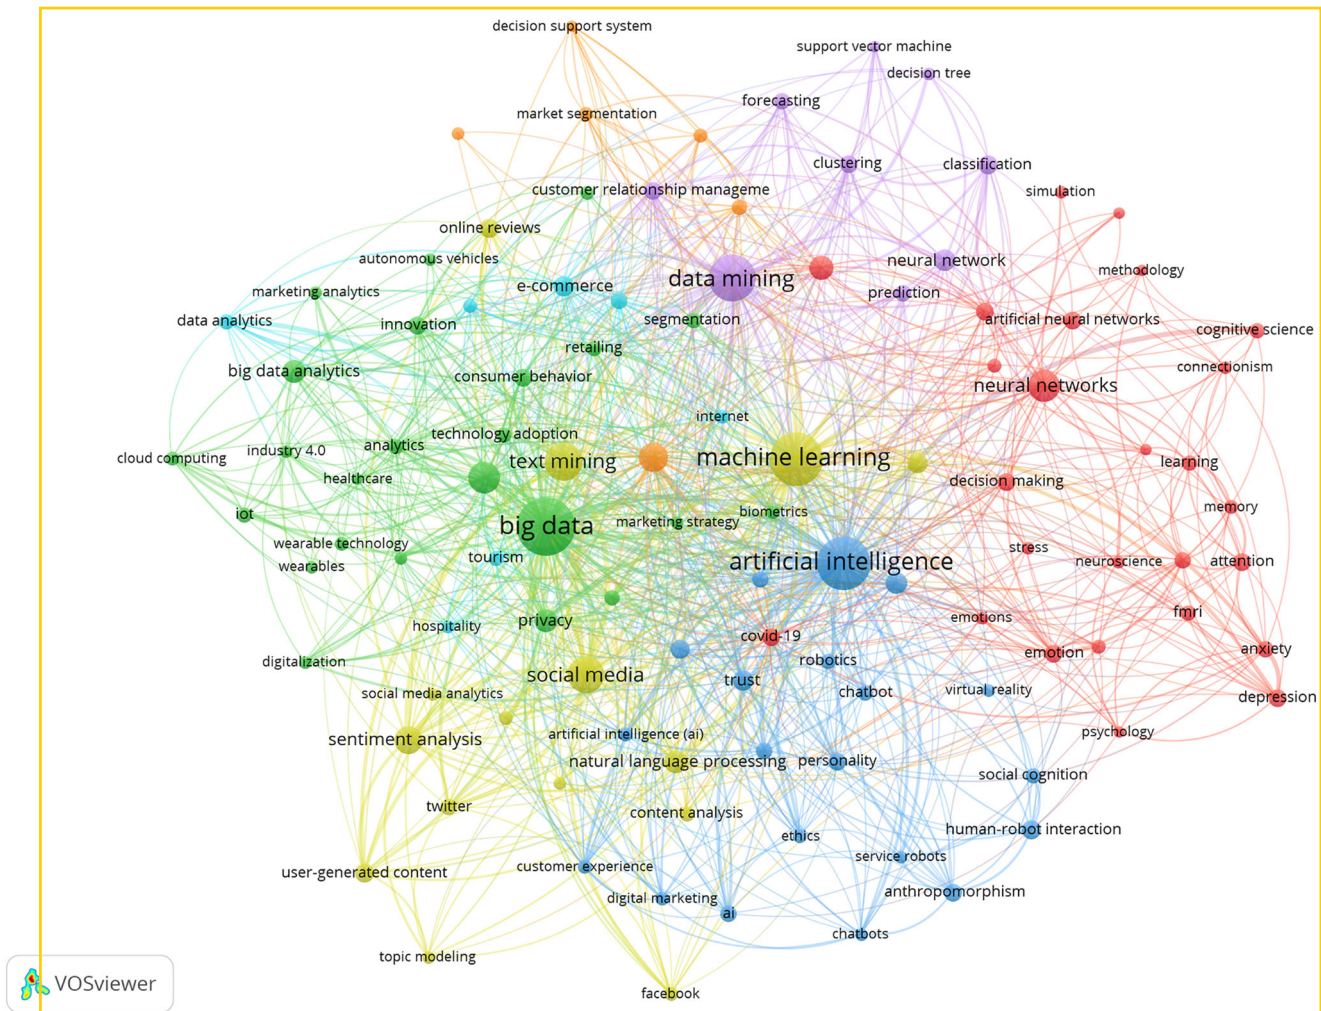 decision support system
support vector machine
decision tree
forecasting
market segmentation
clustering
classification
customer relationship manageme
simulation
online reviews
autonomous vehicles
neural network
methodology
data mining
e-commerce
marketing analytics
prediction
data analytics
innovation
segmentation
artificial neural networks
cognitive science
retailing
big data analytics
consumer behavior
connectionism
neural networks
internet
technology adoption
analytics
industry 4.0
cloud computing
text mining
machine learning
learning
healthcare
decision making
memory
iot
big data
marketing strategy
biometrics
wearable technology
stress
tourism
wearables
artificial intelligence
neuroscience
attention
fmri
privacy
hospitality
emotions
covid-19
digitalization
robotics
emotion
anxiety
social media
trust
social media analytics
chatbot
virtual reality
depression
artificial intelligence (ai)
psychology
sentiment analysis
natural language processing
personality
social cognition
twitter
content analysis
ethics
human-robot interaction
customer experience
service robots
user-generated content
digital marketing
anthropomorphism
ai
chatbots
topic modeling
VOSviewer
facebook